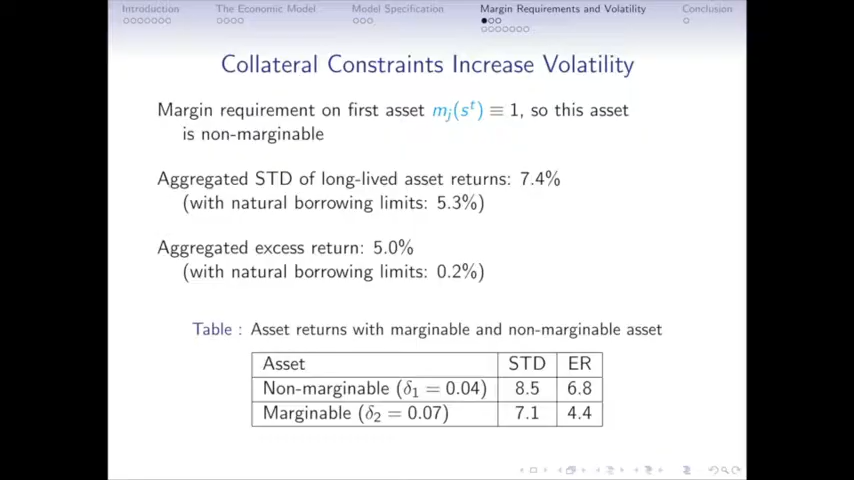 Introduction The Economic Model Model Specification Margin Requirements and Volatility Conclusion
Collateral Constraints Increase Volatility
Margin requirement on first asset mⱼ(sᵗ) ≡ 1, so this asset
is non-marginable
Aggregated STD of long-lived asset returns: 7.4%
(with natural borrowing limits: 5.3%)
Aggregated excess return: 5.0%
(with natural borrowing limits: 0.2%)
Table : Asset returns with marginable and non-marginable asset
Asset STD ER
Non-marginable (δ₁ = 0.04) 8.5 6.8
Marginable (δ₂ = 0.07) 7.1 4.4